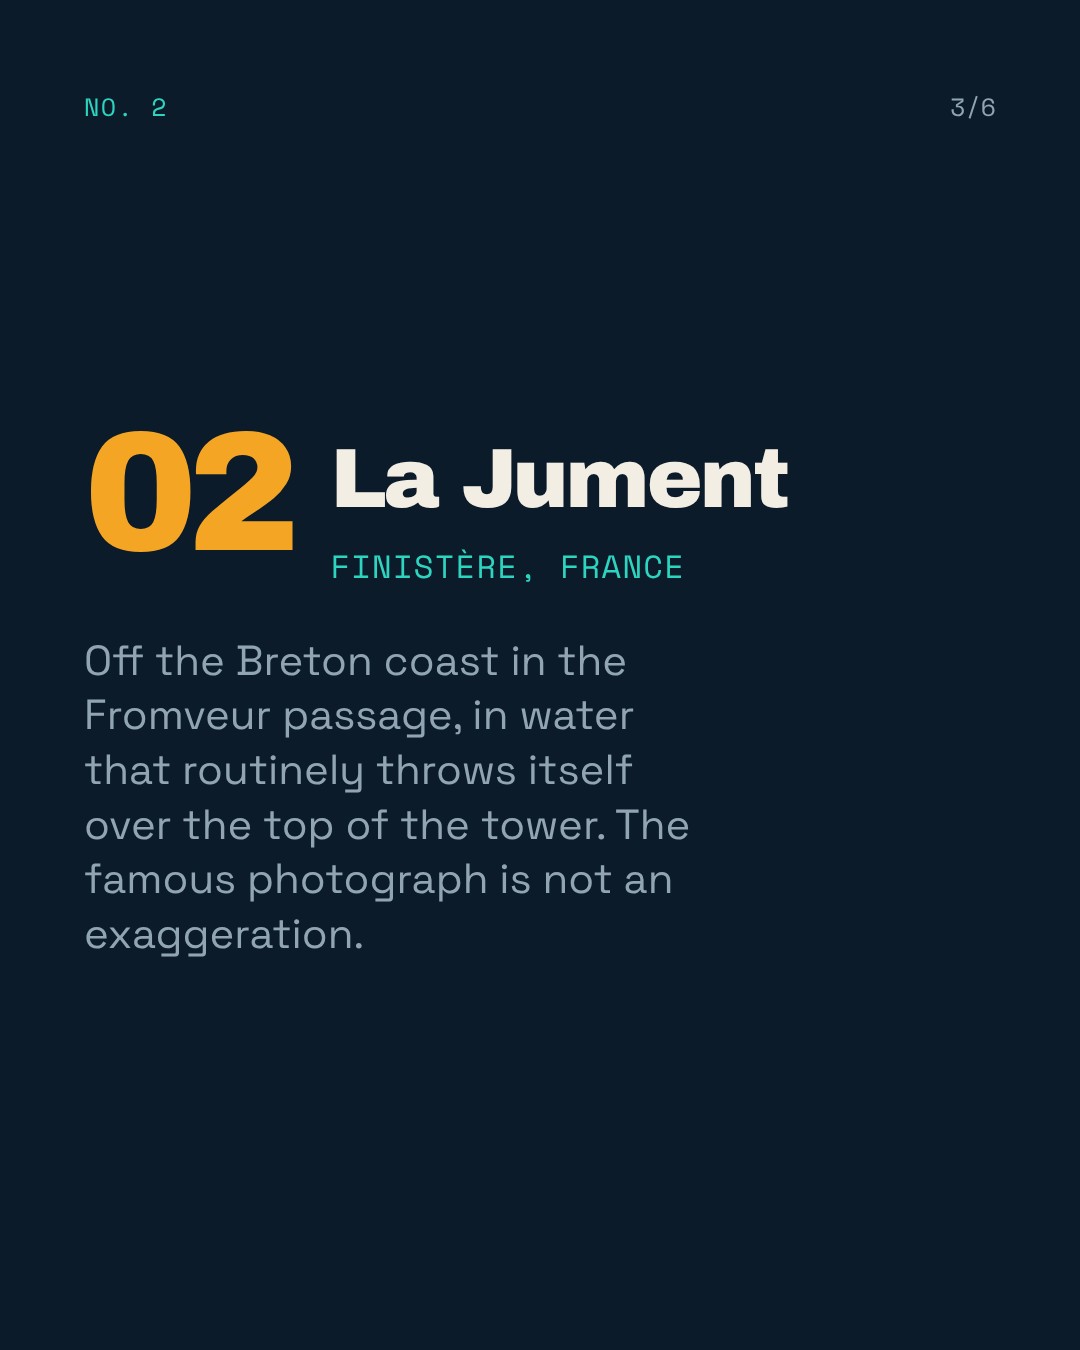 NO. 2
3/6
02
La Jument
FINISTÈRE, FRANCE
Off the Breton coast in the
Fromveur passage, in water
that routinely throws itself
over the top of the tower. The
famous photograph is not an
exaggeration.